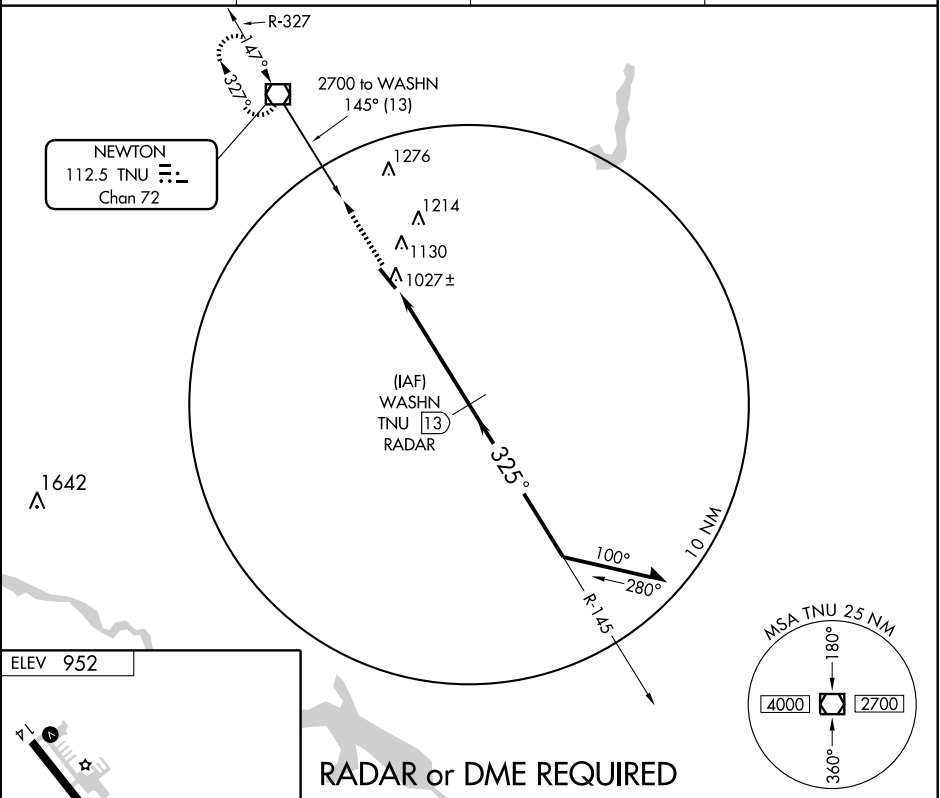 R-327
147°
327°
2700 to WASHN
145° (13)
NEWTON
112.5 TNU
Chan 72
1276
1214
1130
1027±
(IAF)
WASHN
TNU 13
RADAR
325°
1642
10 NM
100°
280°
R-145
MSA TNU 25 NM
180°
4000
2700
360°
ELEV 952
14
V
RADAR or DME REQUIRED